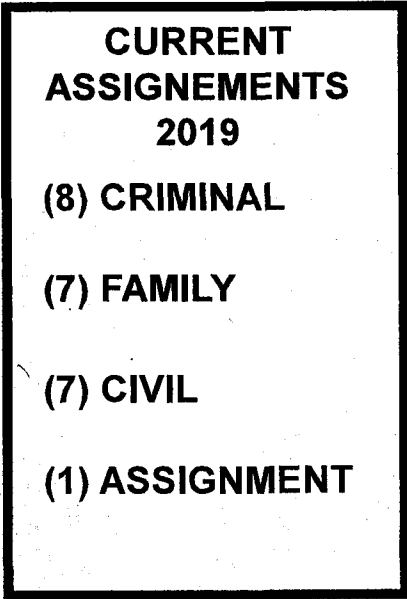 CURRENT
ASSIGNEMENTS
2019
(8) CRIMINAL
(7) FAMILY
(7) CIVIL
(1) ASSIGNMENT